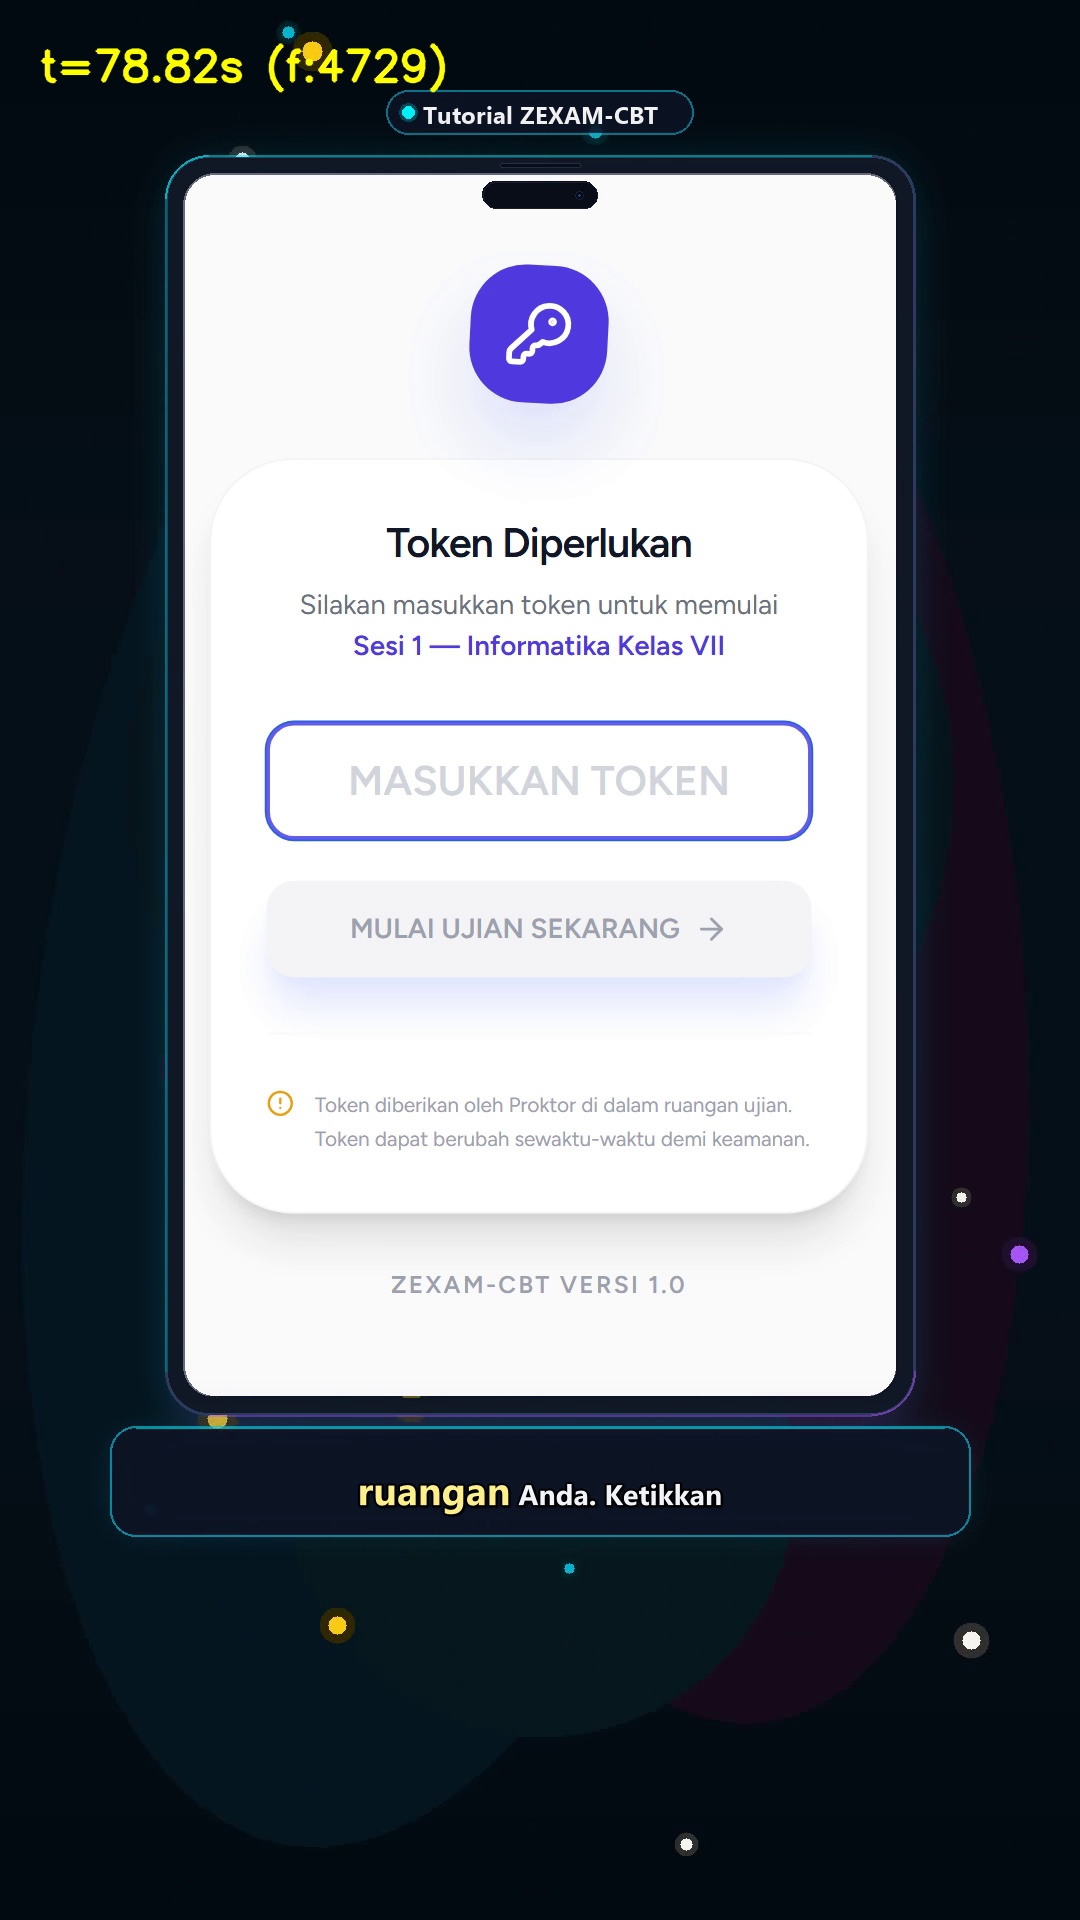 t=78.82s (f:4729)
Tutorial ZEXAM-CBT
Token Diperlukan
Silakan masukkan token untuk memulai
Sesi 1 — Informatika Kelas VII
MASUKKAN TOKEN
MULAI UJIAN SEKARANG →
Token diberikan oleh Proktor di dalam ruangan ujian.
Token dapat berubah sewaktu-waktu demi keamanan.
ZEXAM-CBT VERSI 1.0
ruangan Anda. Ketikkan